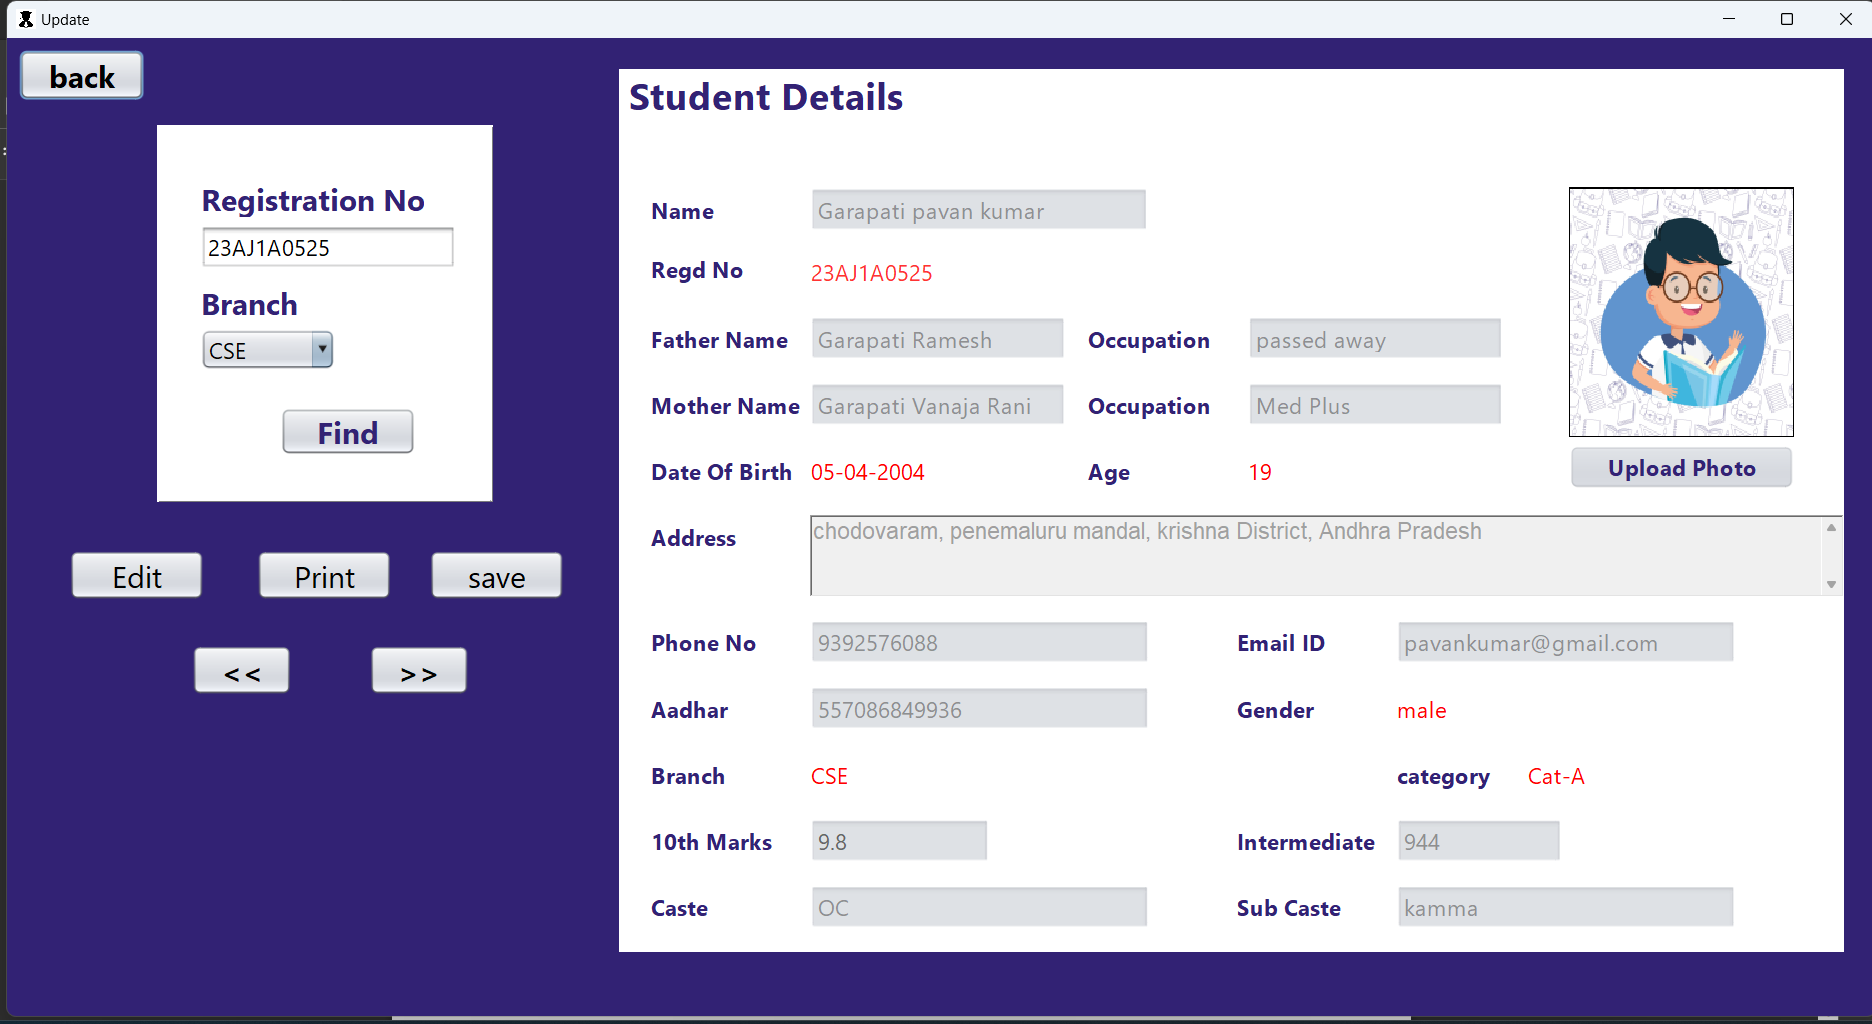 Update
back
Registration No
23AJ1A0525
Branch
CSE
Find
Edit Print save
<< >>
Student Details
Name Garapati pavan kumar
Regd No 23AJ1A0525
Father Name Garapati Ramesh Occupation passed away
Mother Name Garapati Vanaja Rani Occupation Med Plus
Date Of Birth 05-04-2004 Age 19
Upload Photo
Address chodovaram, penemaluru mandal, krishna District, Andhra Pradesh
Phone No 9392576088 Email ID pavankumar@gmail.com
Aadhar 557086849936 Gender male
Branch CSE category Cat-A
10th Marks 9.8 Intermediate 944
Caste OC Sub Caste kamma